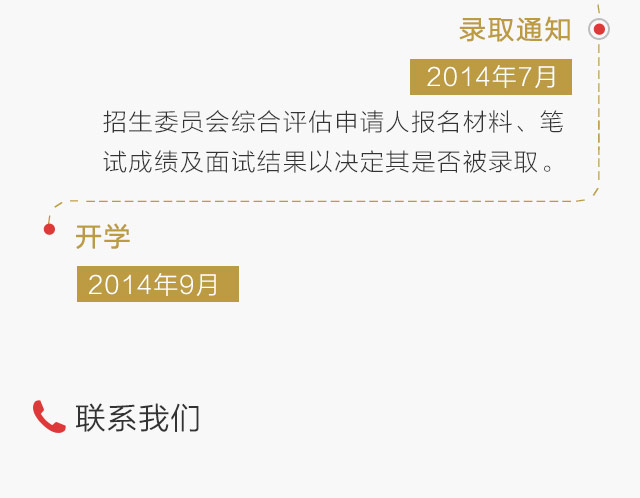 录取通知
2014年7月
招生委员会综合评估申请人报名材料、笔
试成绩及面试结果以决定其是否被录取。
开学
2014年9月
联系我们